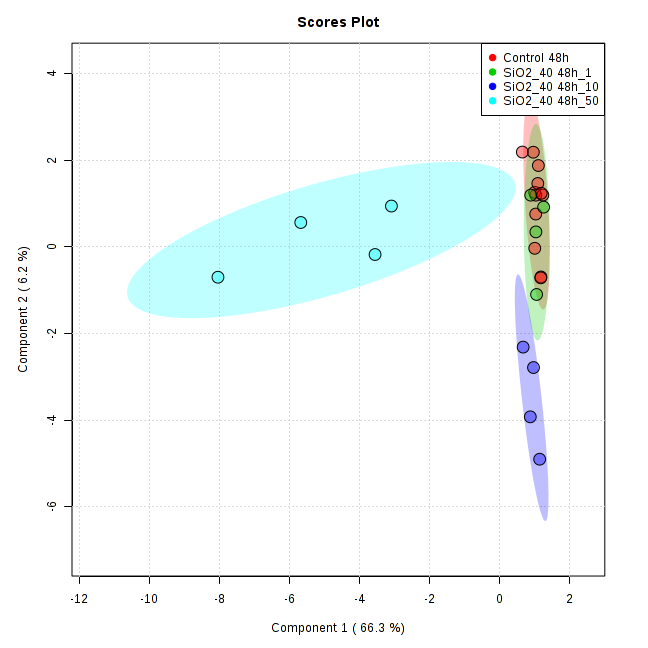 Scores Plot
Control 48h
SiO2_40 48h_1
SiO2_40 48h_10
SiO2_40 48h_50
Component 2 ( 6.2 %)
4
2
0
-2
-4
-6
-12 -10 -8 -6 -4 -2 0 2
Component 1 ( 66.3 %)